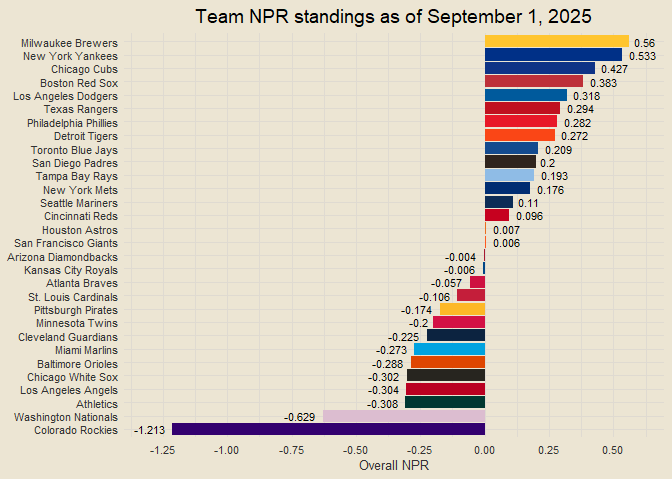 Team NPR standings as of September 1, 2025
Milwaukee Brewers 0.56
New York Yankees 0.533
Chicago Cubs 0.427
Boston Red Sox 0.383
Los Angeles Dodgers 0.318
Texas Rangers 0.294
Philadelphia Phillies 0.282
Detroit Tigers 0.272
Toronto Blue Jays 0.209
San Diego Padres 0.2
Tampa Bay Rays 0.193
New York Mets 0.176
Seattle Mariners 0.11
Cincinnati Reds 0.096
Houston Astros 0.007
San Francisco Giants 0.006
Arizona Diamondbacks -0.004
Kansas City Royals -0.006
Atlanta Braves -0.057
St. Louis Cardinals -0.106
Pittsburgh Pirates -0.174
Minnesota Twins -0.2
Cleveland Guardians -0.225
Miami Marlins -0.273
Baltimore Orioles -0.288
Chicago White Sox -0.302
Los Angeles Angels -0.304
Athletics -0.308
Washington Nationals -0.629
Colorado Rockies -1.213
-1.25 -1.00 -0.75 -0.50 -0.25 0.00 0.25 0.50
Overall NPR